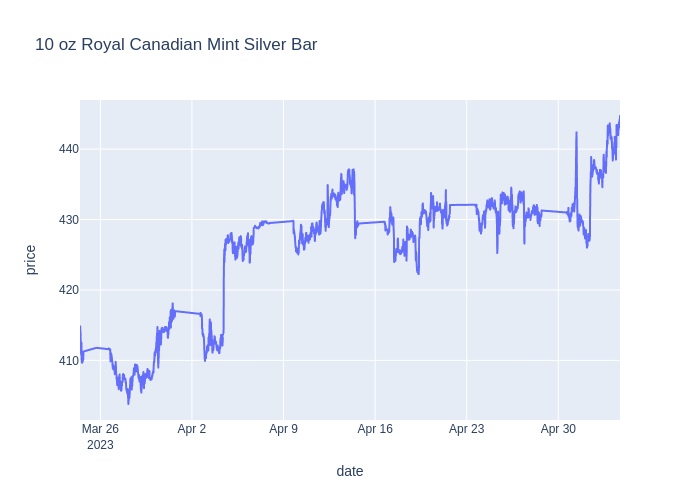 10 oz Royal Canadian Mint Silver Bar
440
430
420
410
price
Mar 26
2023
Apr 2
Apr 9
Apr 16
Apr 23
Apr 30
date